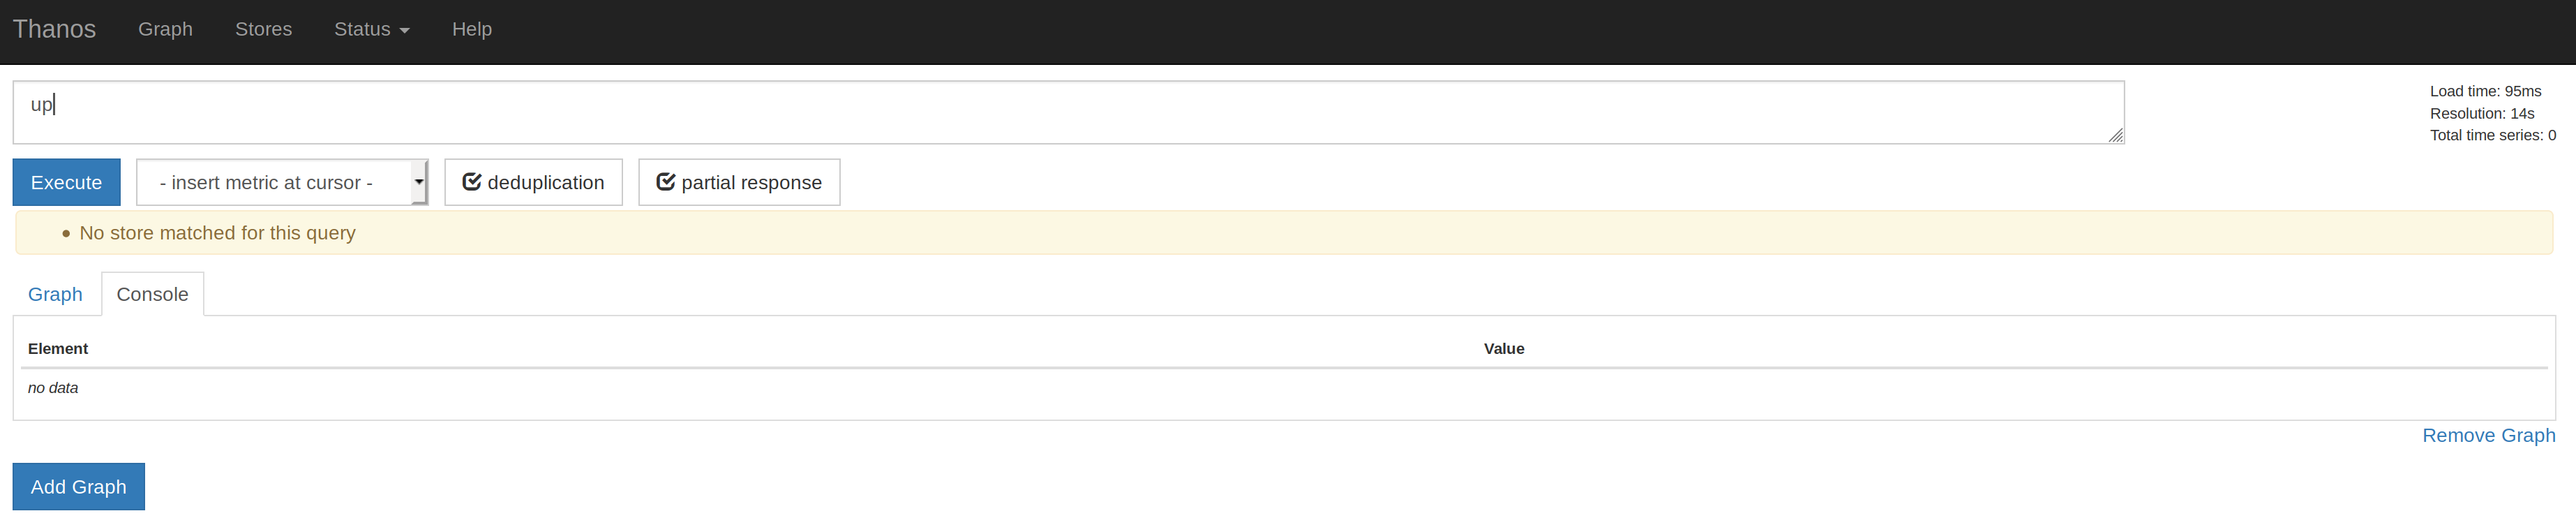 Thanos Graph Stores Status Help
up
Load time: 95ms
Resolution: 14s
Total time series: 0
Execute - insert metric at cursor - deduplication partial response
No store matched for this query
Graph Console
Element Value
no data
Remove Graph
Add Graph